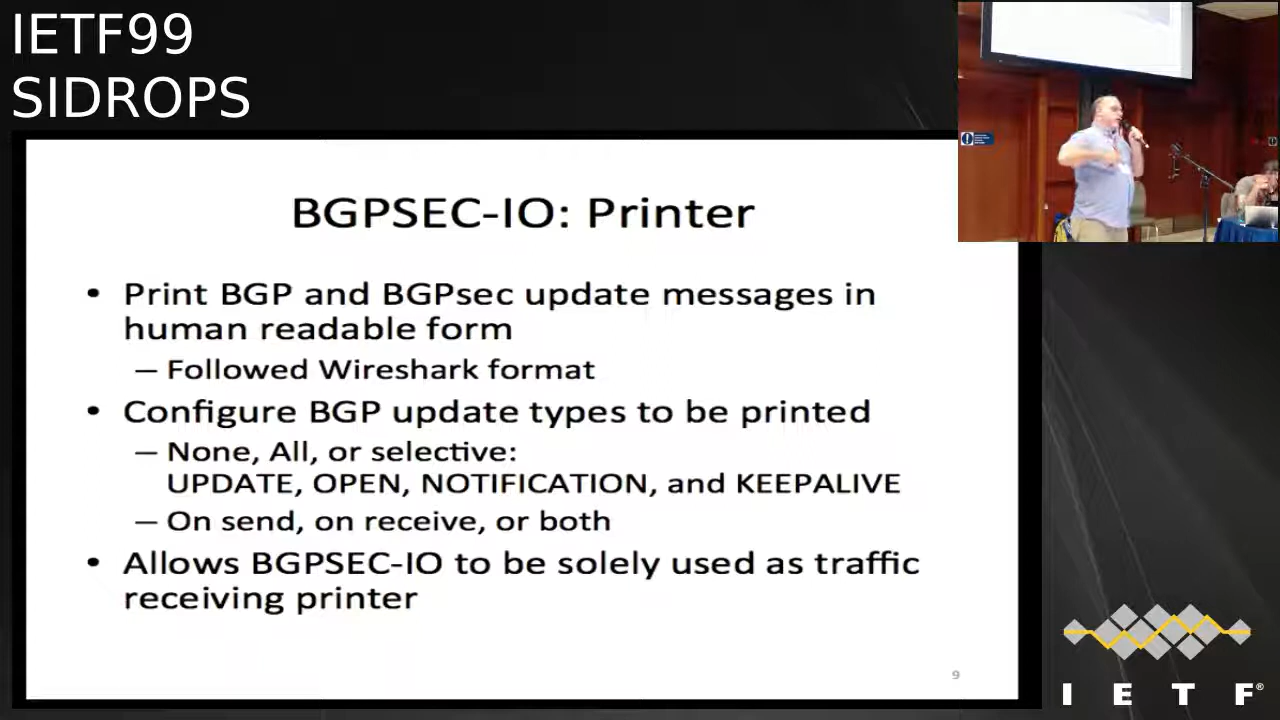 IETF99
SIDROPS
BGPSEC-IO: Printer
• Print BGP and BGPsec update messages in
human readable form
– Followed Wireshark format
• Configure BGP update types to be printed
– None, All, or selective:
UPDATE, OPEN, NOTIFICATION, and KEEPALIVE
– On send, on receive, or both
• Allows BGPSEC-IO to be solely used as traffic
receiving printer
9
I E T F®